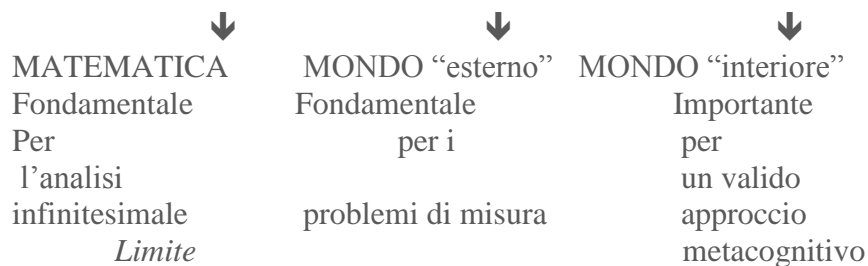 🡻 🡻 🡻
MATEMATICA MONDO “esterno” MONDO “interiore”
Fondamentale Fondamentale Importante
Per per i per
l’analisi un valido
infinitesimale problemi di misura approccio
Limite metacognitivo